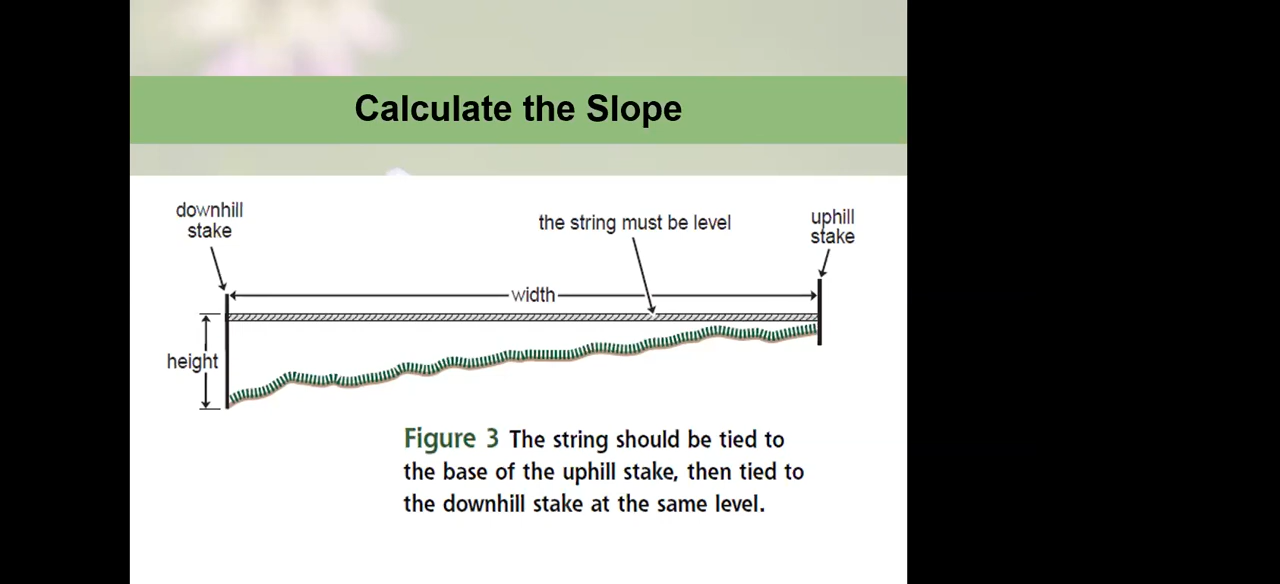 Calculate the Slope
downhill
stake
the string must be level
uphill
stake
width
height
Figure 3 The string should be tied to
the base of the uphill stake, then tied to
the downhill stake at the same level.